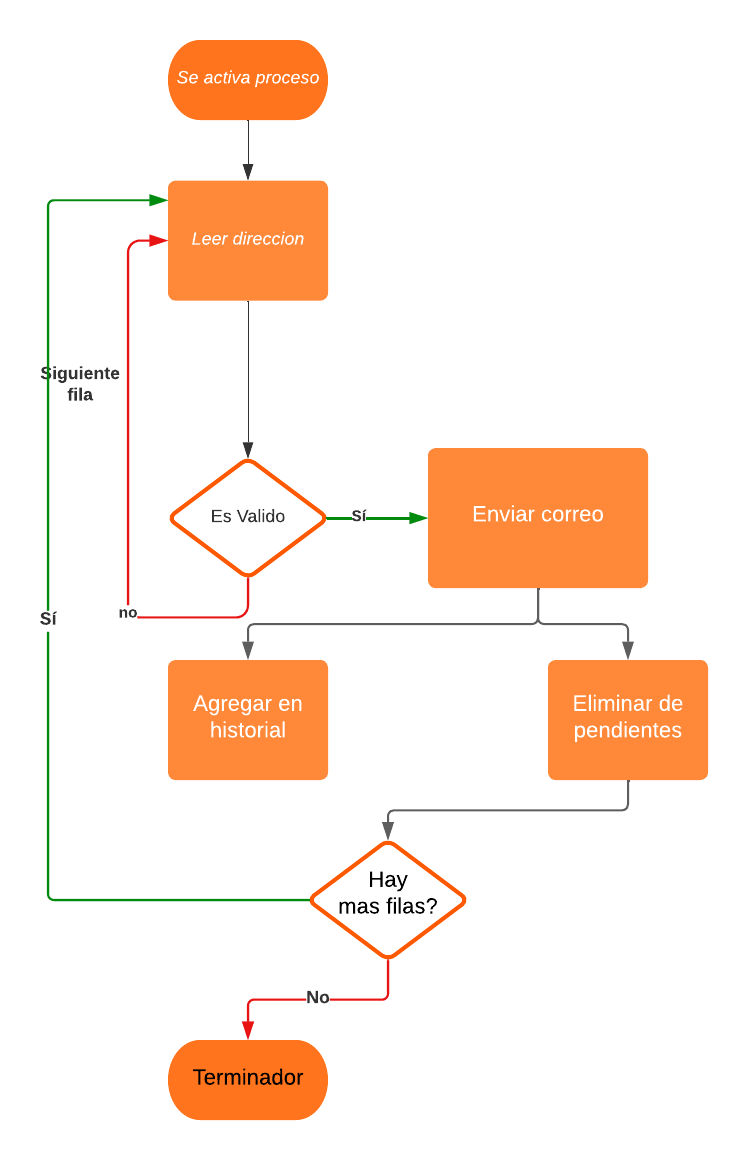 Se activa proceso
Leer direccion
Siguiente
fila
Es Valido
Sí
Enviar correo
no
Sí
Agregar en
historial
Eliminar de
pendientes
Hay
mas filas?
No
Terminador